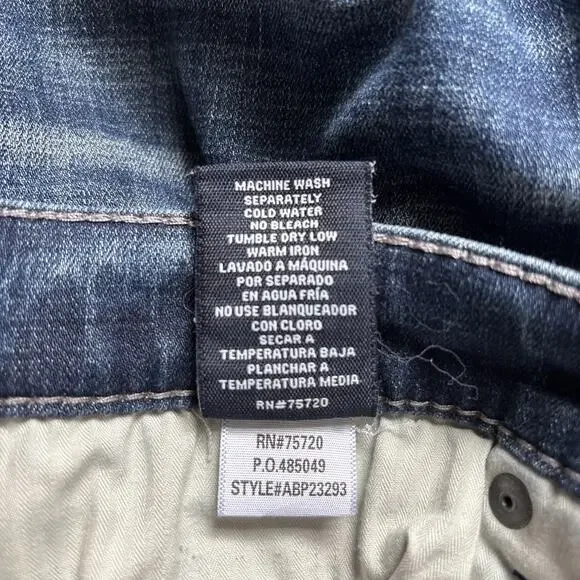 MACHINE WASH
SEPARATELY
COLD WATER
NO BLEACH
TUMBLE DRY LOW
WARM IRON
LAVADO A MÁQUINA
POR SEPARADO
EN AGUA FRÍA
NO USE BLANQUEADOR
CON CLORO
SECAR A
TEMPERATURA BAJA
PLANCHAR A
TEMPERATURA MEDIA
RN#75720
RN#75720
P.O.485049
STYLE#ABP23293